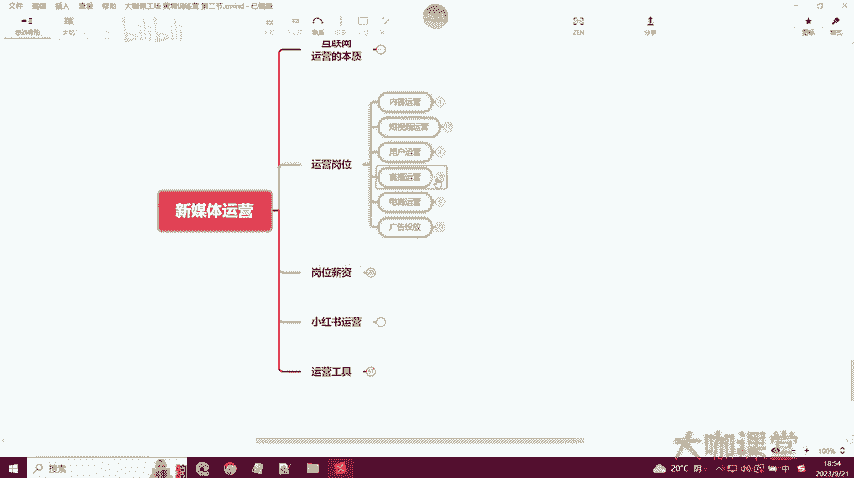 文件 编辑 插入 查看 帮助
ZEN
bilibili
互联网
运营的本质
内容运营
短视频运营
用户运营
直播运营
电商运营
广告投放
运营岗位
新媒体运营
岗位薪资
小红书运营
运营工具
大咖课堂
100%
搜索
20°C 阴
中
18:54
2023/9/21